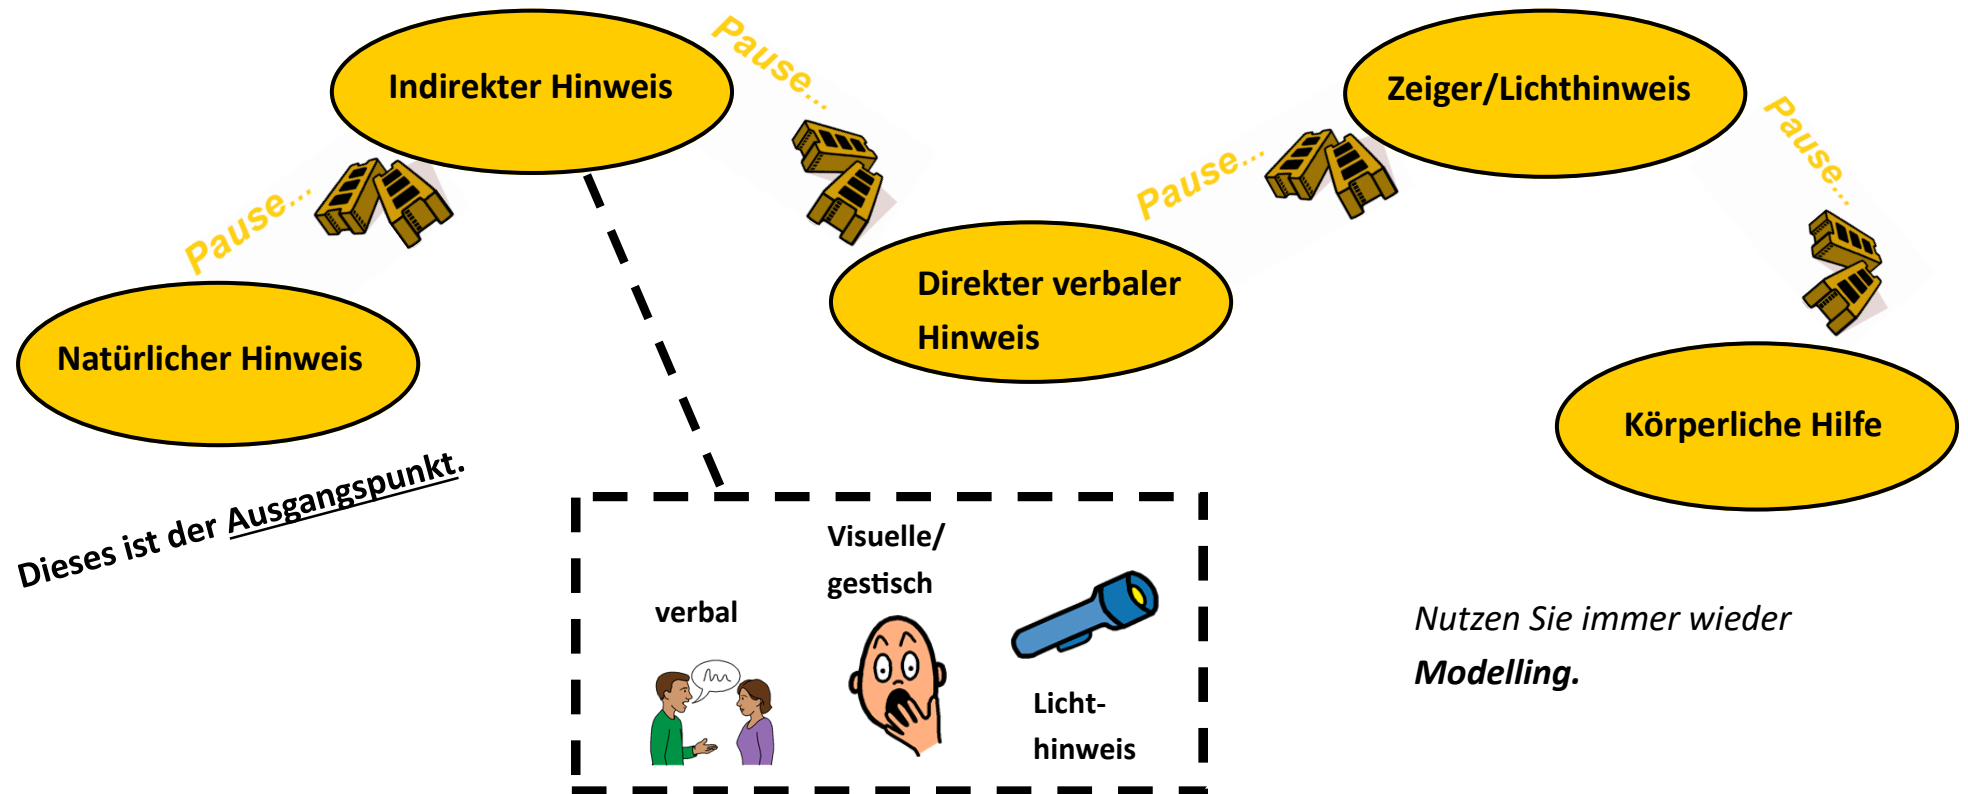 Pause...
Indirekter Hinweis
Pause...
Direkter verbaler
Hinweis
Pause...
Zeiger/Lichthinweis
Pause...
Natürlicher Hinweis
Körperliche Hilfe
Dieses ist der Ausgangspunkt.
verbal
Visuelle/
gestisch
Licht-
hinweis
Nutzen Sie immer wieder
Modelling.